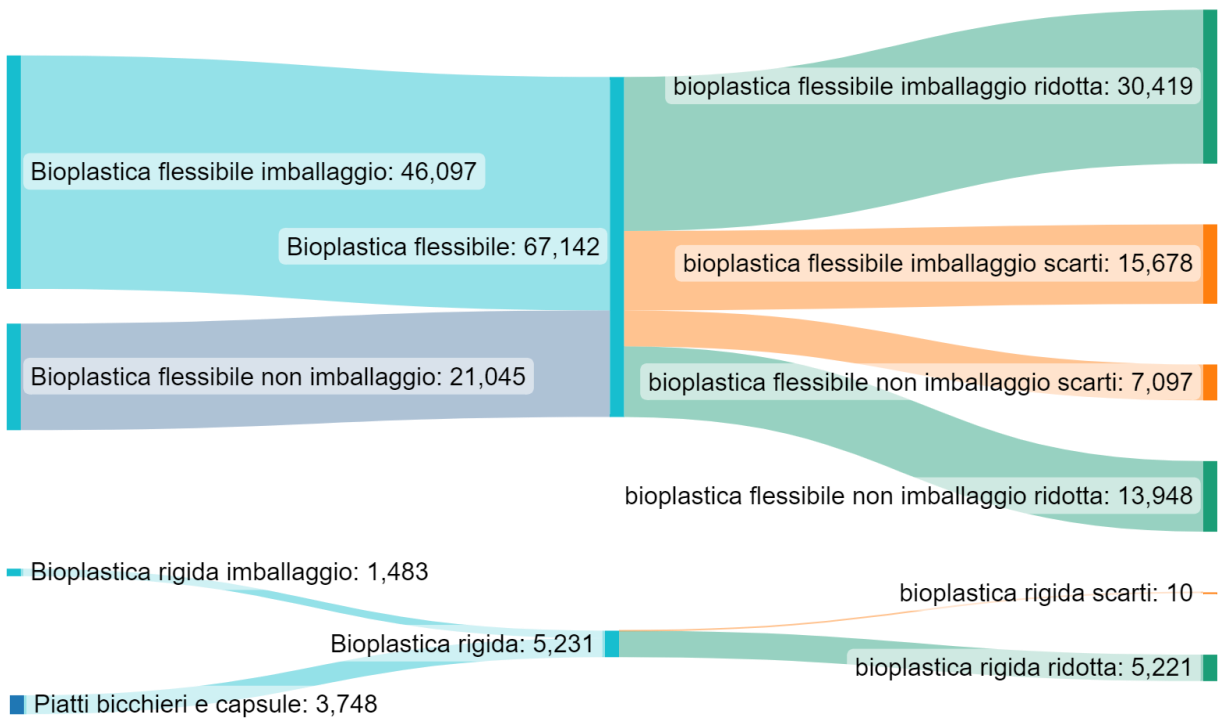 bioplastica flessibile imballaggio ridotta: 30,419
Bioplastica flessibile imballaggio: 46,097
Bioplastica flessibile: 67,142
bioplastica flessibile imballaggio scarti: 15,678
Bioplastica flessibile non imballaggio: 21,045
bioplastica flessibile non imballaggio scarti: 7,097
bioplastica flessibile non imballaggio ridotta: 13,948
Bioplastica rigida imballaggio: 1,483
bioplastica rigida scarti: 10
Bioplastica rigida: 5,231
bioplastica rigida ridotta: 5,221
Piatti bicchieri e capsule: 3,748